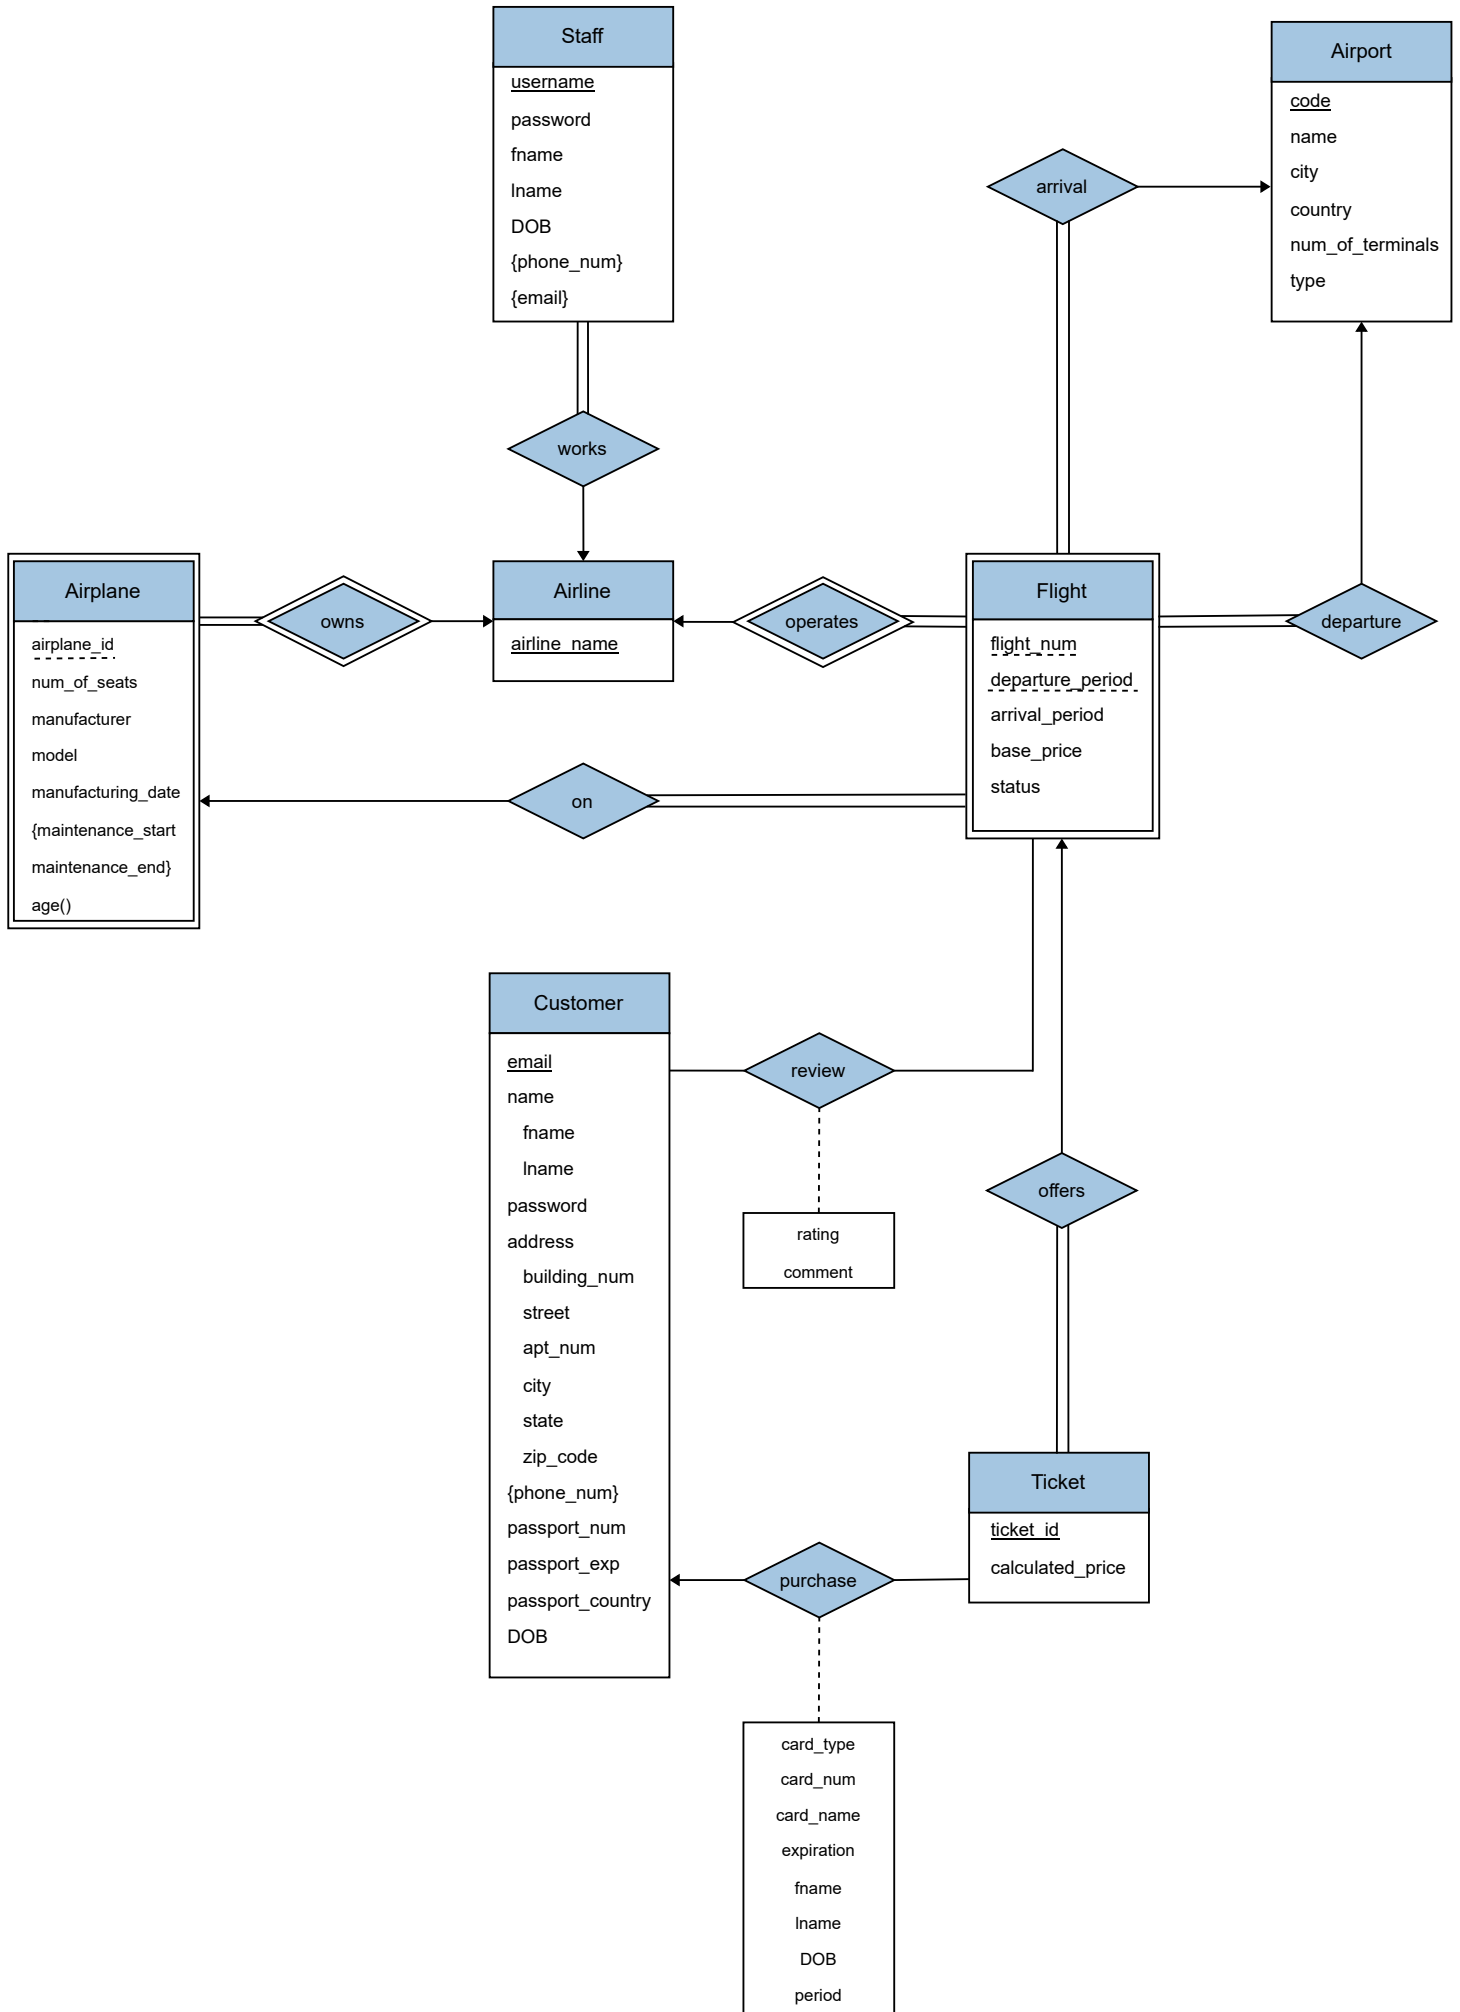 Staff
username
password
fname
lname
DOB
{phone_num}
{email}
Airport
code
name
city
country
num_of_terminals
type
arrival
works
Airplane
airplane_id
num_of_seats
manufacturer
model
manufacturing_date
{maintenance_start
maintenance_end}
age()
owns
Airline
airline_name
operates
Flight
flight_num
departure_period
arrival_period
base_price
status
departure
on
Customer
email
name
fname
lname
password
address
building_num
street
apt_num
city
state
zip_code
{phone_num}
passport_num
passport_exp
passport_country
DOB
review
rating
comment
offers
Ticket
ticket_id
calculated_price
purchase
card_type
card_num
card_name
expiration
fname
lname
DOB
period